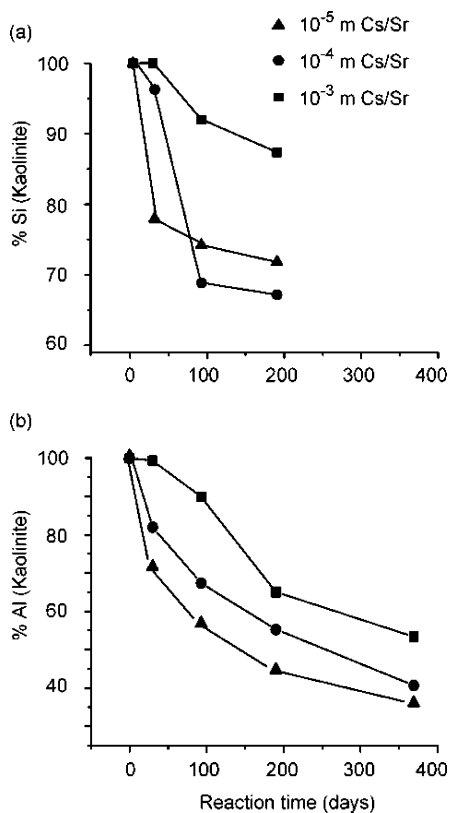 (a)
10⁻⁵ m Cs/Sr
10⁻⁴ m Cs/Sr
10⁻³ m Cs/Sr
% Si (Kaolinite)
100
90
80
70
60
0 100 200 300 400
(b)
% Al (Kaolinite)
100
80
60
40
0 100 200 300 400
Reaction time (days)